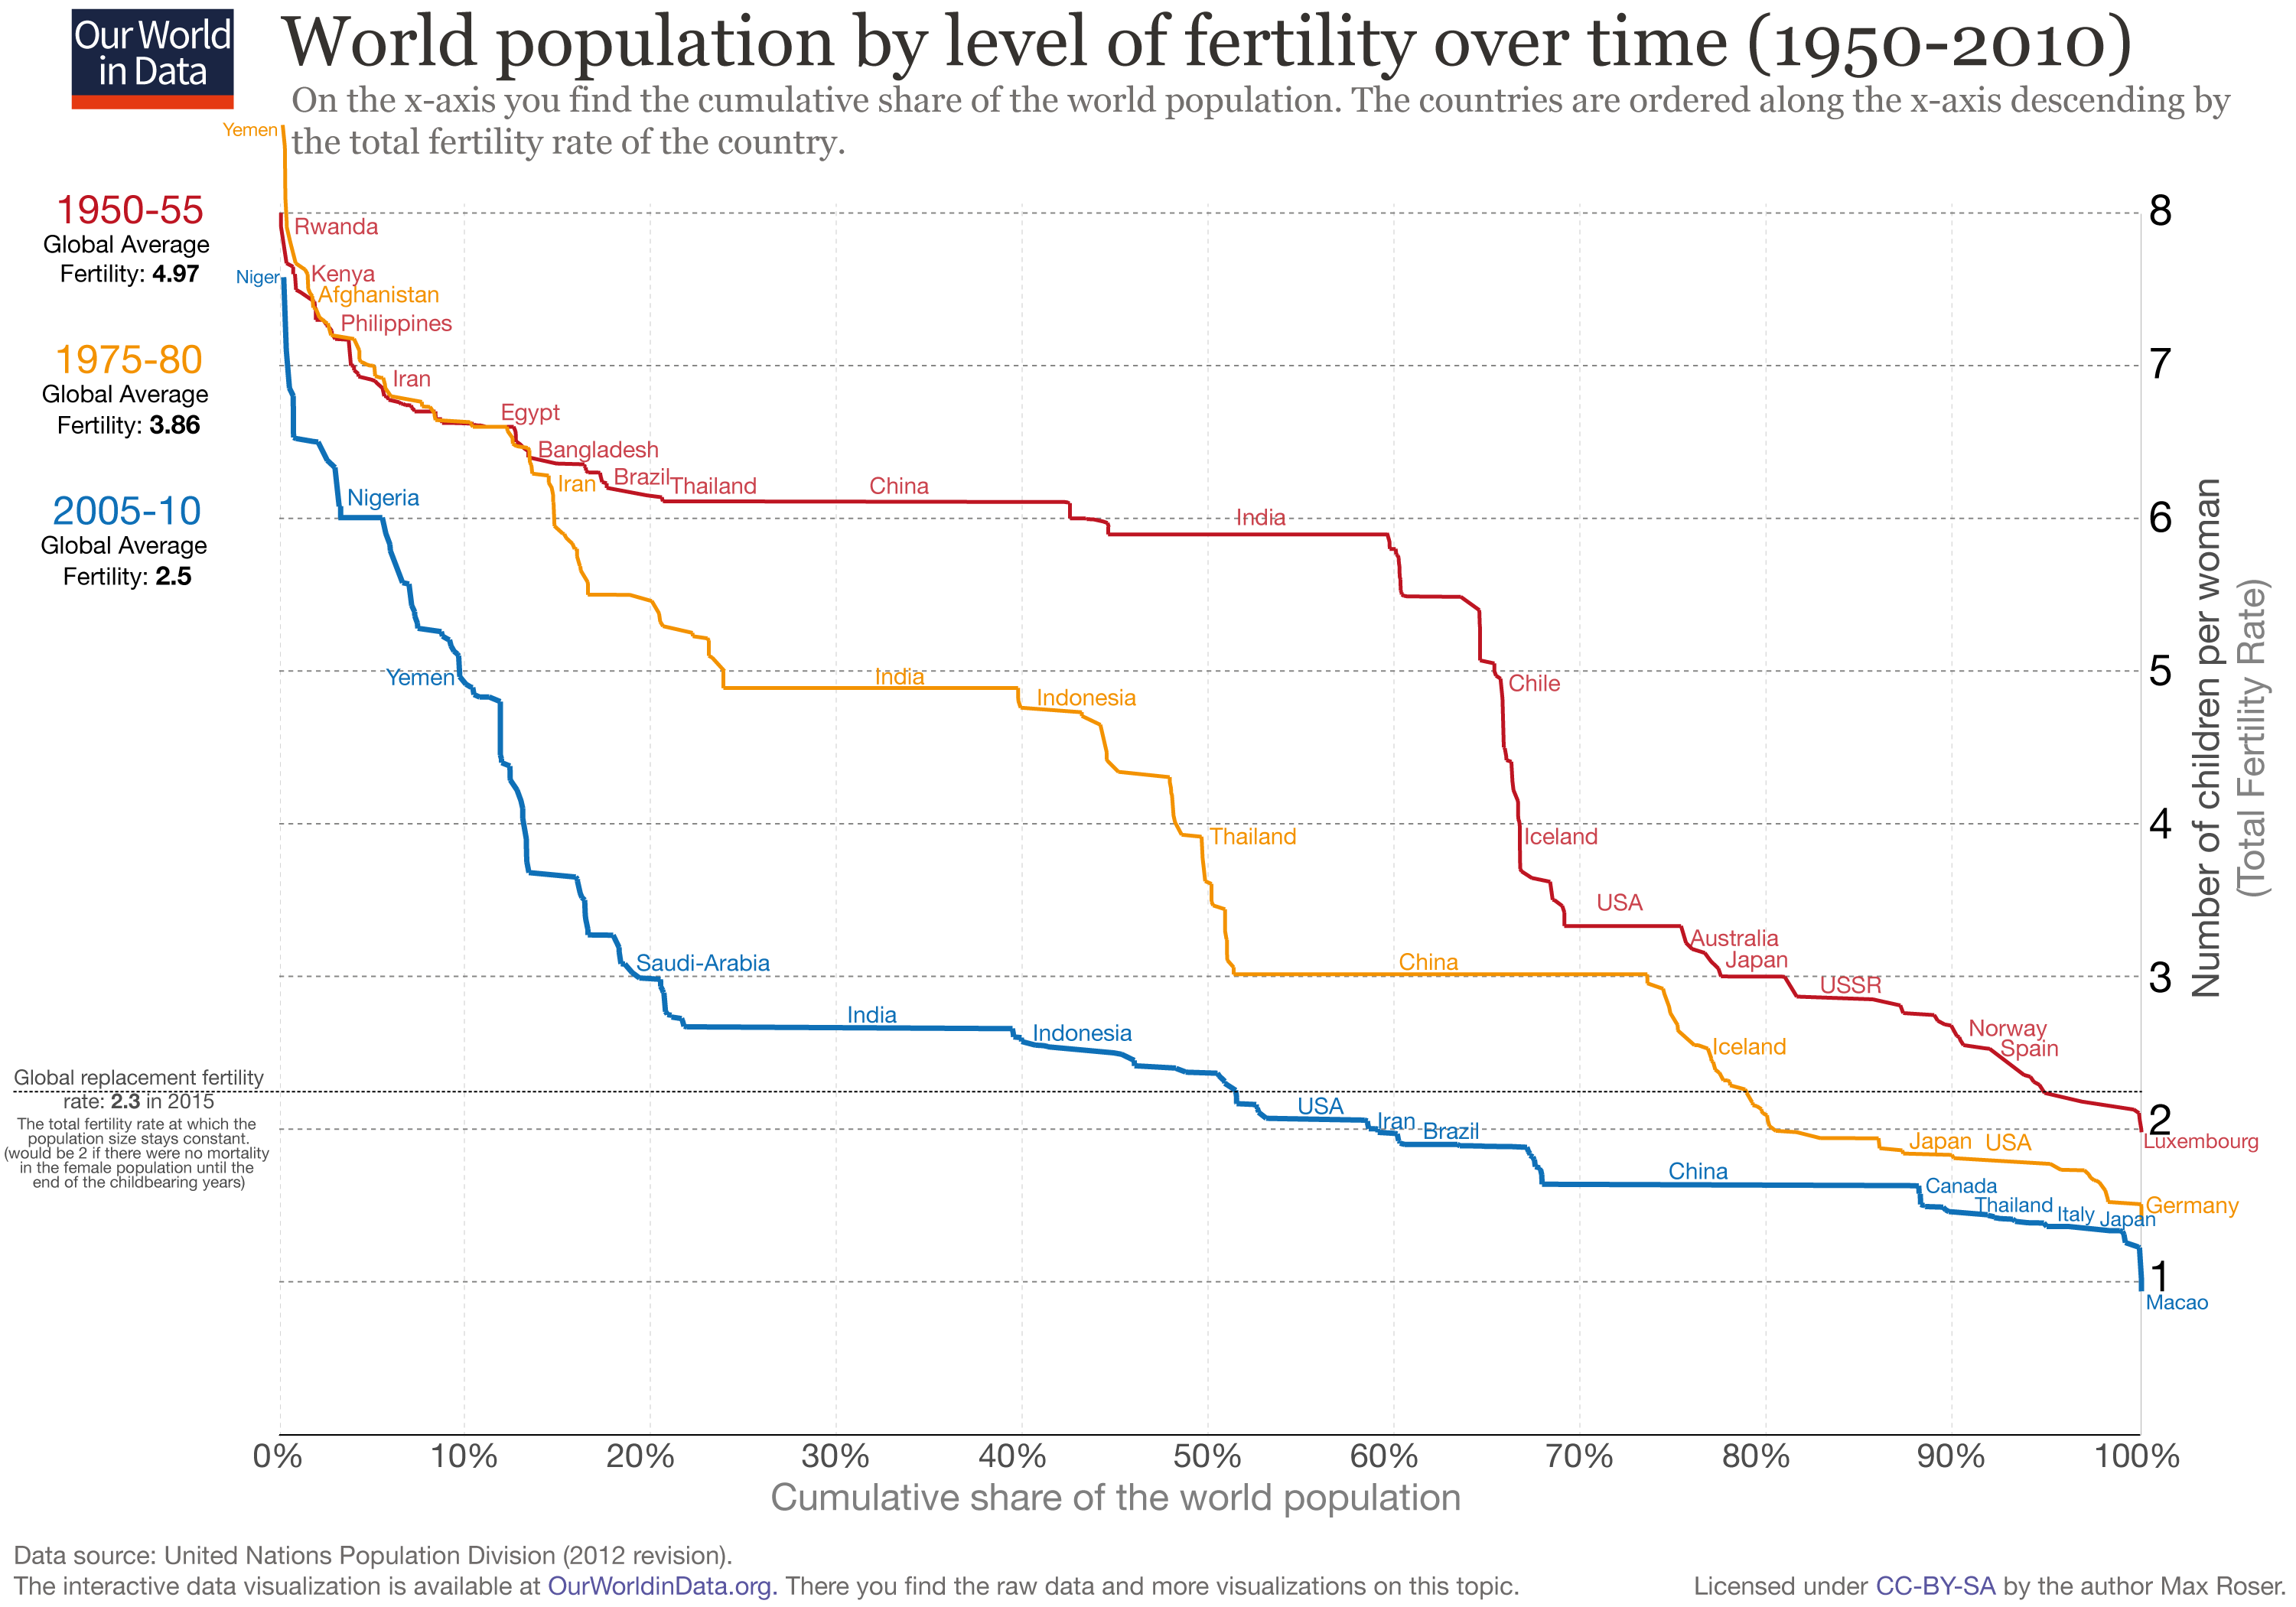 Our World
in Data
World population by level of fertility over time (1950-2010)
On the x-axis you find the cumulative share of the world population. The countries are ordered along the x-axis descending by
the total fertility rate of the country.
1950-55
Global Average
Fertility: 4.97
1975-80
Global Average
Fertility: 3.86
2005-10
Global Average
Fertility: 2.5
Global replacement fertility
rate: 2.3 in 2015
The total fertility rate at which the
population size stays constant.
(would be 2 if there were no mortality
in the female population until the
end of the childbearing years)
Yemen
Rwanda
Niger
Kenya
Afghanistan
Philippines
Iran
Egypt
Bangladesh
Brazil
Thailand
China
Iran
Nigeria
India
Yemen
India
Indonesia
Chile
Thailand
Iceland
USA
Australia
Japan
Saudi-Arabia
China
USSR
India
Indonesia
Norway
Spain
Iceland
USA
Iran
Brazil
Japan
USA
Luxembourg
China
Canada
Thailand
Italy
Japan
Germany
Macao
8
7
6
5
4
3
2
1
Number of children per woman
(Total Fertility Rate)
0%
10%
20%
30%
40%
50%
60%
70%
80%
90%
100%
Cumulative share of the world population
Data source: United Nations Population Division (2012 revision).
The interactive data visualization is available at OurWorldinData.org. There you find the raw data and more visualizations on this topic.
Licensed under CC-BY-SA by the author Max Roser.